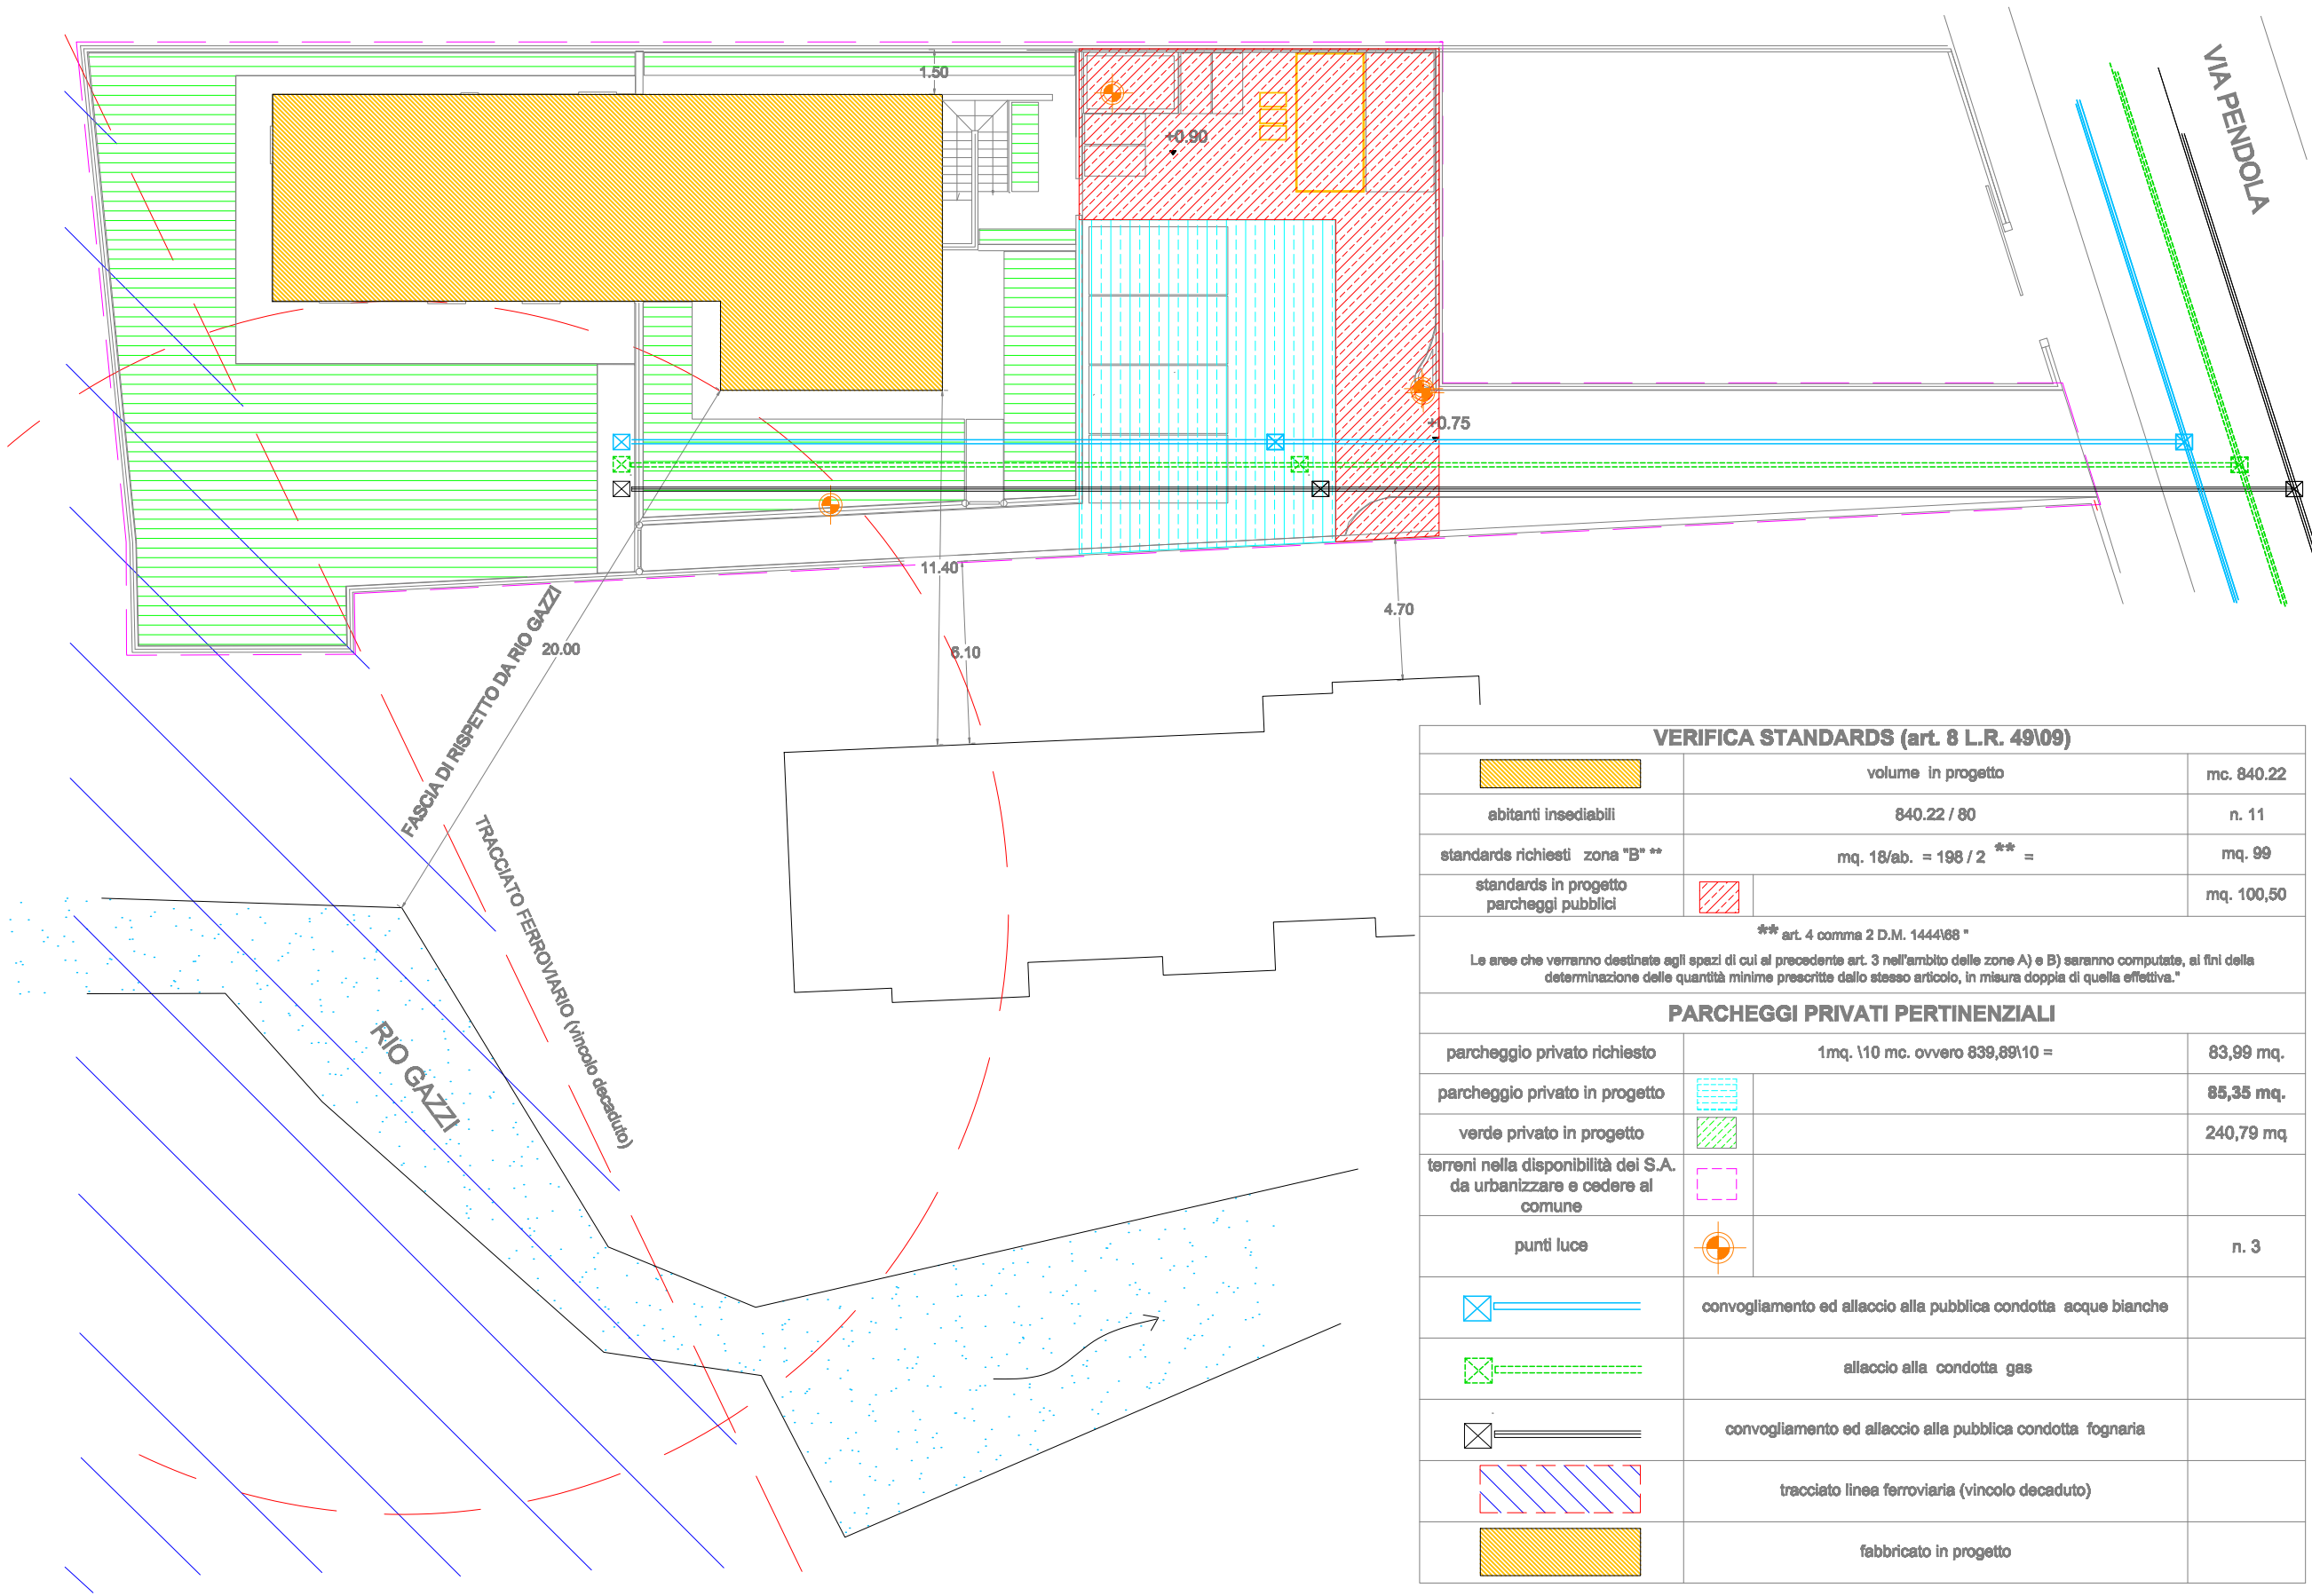 1.50
VIA PENDOLA
+0.90
+0.75
11.40
4.70
6.10
20.00
FASCIA DI RISPETTO DA RIO GAZZI
TRACCIATO FERROVIARIO (vincolo decaduto)
RIO GAZZI
VERIFICA STANDARDS (art. 8 L.R. 49\09)
volume in progetto mc. 840.22
abitanti insediabili 840.22 / 80 n. 11
standards richiesti zona "B" ** mq. 18/ab. = 198 / 2 ** = mq. 99
standards in progetto
parcheggi pubblici mq. 100,50
** art. 4 comma 2 D.M. 1444\68 "
Le aree che verranno destinate agli spazi di cui al precedente art. 3 nell'ambito delle zone A) e B) saranno computate, ai fini della
determinazione delle quantità minime prescritte dallo stesso articolo, in misura doppia di quella effettiva."
PARCHEGGI PRIVATI PERTINENZIALI
parcheggio privato richiesto 1mq. \10 mc. ovvero 839,89\10 = 83,99 mq.
parcheggio privato in progetto 85,35 mq.
verde privato in progetto 240,79 mq
terreni nella disponibilità dei S.A.
da urbanizzare e cedere al
comune
punti luce n. 3
convogliamento ed allaccio alla pubblica condotta acque bianche
allaccio alla condotta gas
convogliamento ed allaccio alla pubblica condotta fognaria
tracciato linea ferroviaria (vincolo decaduto)
fabbricato in progetto